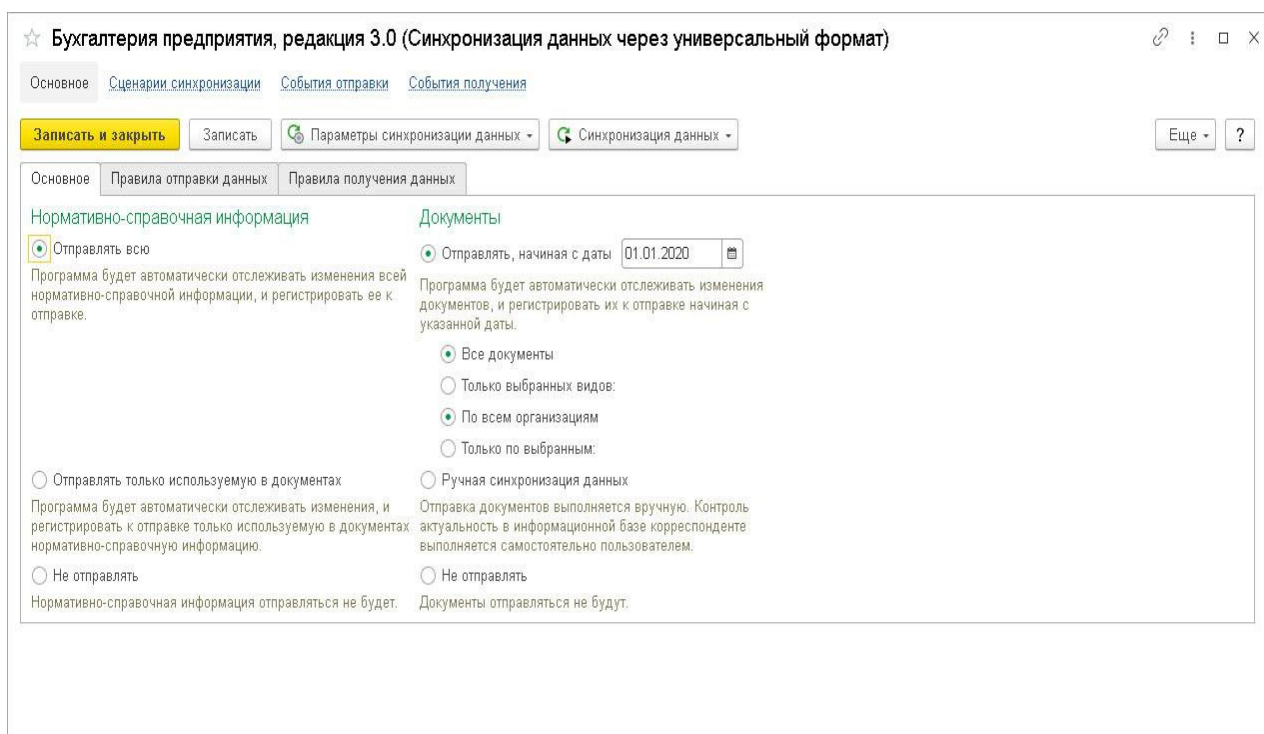 Бухгалтерия предприятия, редакция 3.0 (Синхронизация данных через универсальный формат)
Основное Сценарии синхронизации События отправки События получения
Записать и закрыть Записать Параметры синхронизации данных Синхронизация данных Еще ?
Основное Правила отправки данных Правила получения данных
Нормативно-справочная информация
Отправлять всю
Программа будет автоматически отслеживать изменения всей
нормативно-справочной информации, и регистрировать ее к
отправке.
Отправлять только используемую в документах
Программа будет автоматически отслеживать изменения, и
регистрировать к отправке только используемую в документах
нормативно-справочную информацию.
Не отправлять
Нормативно-справочная информация отправляться не будет.
Документы
Отправлять, начиная с даты 01.01.2020
Программа будет автоматически отслеживать изменения
документов, и регистрировать их к отправке начиная с
указанной даты.
Все документы
Только выбранных видов:
По всем организациям
Только по выбранным:
Ручная синхронизация данных
Отправка документов выполняется вручную. Контроль
актуальность в информационной базе корреспонденте
выполняется самостоятельно пользователем.
Не отправлять
Документы отправляться не будут.